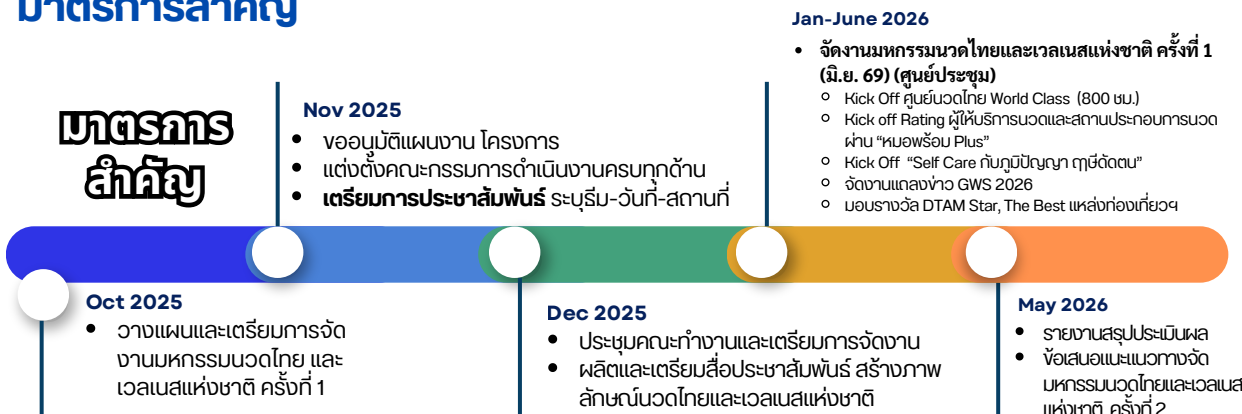 มาตรการสำคัญ
มาตรการ
สำคัญ
Oct 2025
• วางแผนและเตรียมการจัด
งานมหกรรมนวดไทย และ
เวลเนสแห่งชาติ ครั้งที่ 1
Nov 2025
• ขออนุมัติแผนงาน โครงการ
• แต่งตั้งคณะกรรมการดำเนินงานครบทุกด้าน
• เตรียมการประชาสัมพันธ์ ระบุธีม-วันที่-สถานที่
Dec 2025
• ประชุมคณะทำงานและเตรียมการจัดงาน
• ผลิตและเตรียมสื่อประชาสัมพันธ์ สร้างภาพ
ลักษณ์นวดไทยและเวลเนสแห่งชาติ
Jan-June 2026
• จัดงานมหกรรมนวดไทยและเวลเนสแห่งชาติ ครั้งที่ 1
(มิ.ย. 69) (ศูนย์ประชุม)
○ Kick Off ศูนย์นวดไทย World Class (800 ชม.)
○ Kick off Rating ผู้ให้บริการนวดและสถานประกอบการนวด
ผ่าน “หมอพร้อม Plus”
○ Kick Off “Self Care กับภูมิปัญญา ฤาษีดัดตน”
○ จัดงานแถลงข่าว GWS 2026
○ มอบรางวัล DTAM Star, The Best แหล่งท่องเที่ยวฯ
May 2026
• รายงานสรุปประเมินผล
• ข้อเสนอแนะแนวทางจัด
มหกรรมนวดไทยและเวลเนส
แห่งชาติ ครั้งที่ 2